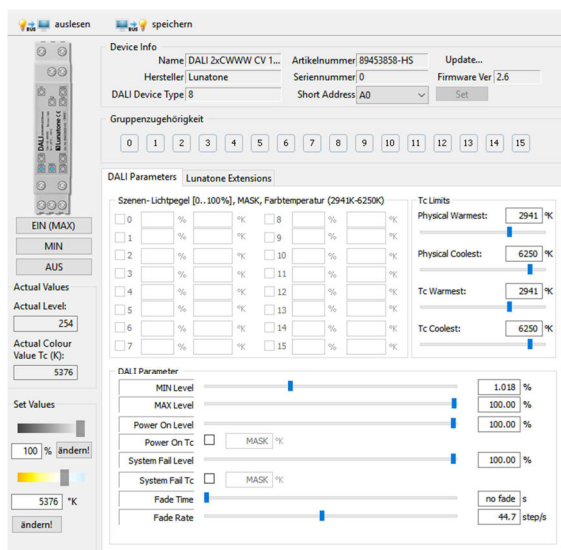 auslesen speichern
Device Info
Name DALI 2xCWWW CV 1... Artikelnummer 89453858-HS Update...
Hersteller Lunatone Seriennummer 0 Firmware Ver 2.6
DALI Device Type 8 Short Address A0 Set
Gruppenzugehörigkeit
0 1 2 3 4 5 6 7 8 9 10 11 12 13 14 15
DALI Parameters Lunatone Extensions
Szenen- Lichtpegel [0..100%], MASK, Farbtemperatur (2941K-6250K)
0 % °K 8 % °K
1 % °K 9 % °K
2 % °K 10 % °K
3 % °K 11 % °K
4 % °K 12 % °K
5 % °K 13 % °K
6 % °K 14 % °K
7 % °K 15 % °K
Tc Limits
Physical Warmest: 2941 °K
Physical Coolest: 6250 °K
Tc Warmest: 2941 °K
Tc Coolest: 6250 °K
EIN (MAX)
MIN
AUS
Actual Values
Actual Level:
254
Actual Colour
Value Tc (K):
5376
Set Values
100 % ändern!
5376 °K
ändern!
DALI Parameter
MIN Level 1.018 %
MAX Level 100.00 %
Power On Level 100.00 %
Power On Tc MASK °K
System Fail Level 100.00 %
System Fail Tc MASK °K
Fade Time no fade s
Fade Rate 44.7 step/s
DALI
Lunatone